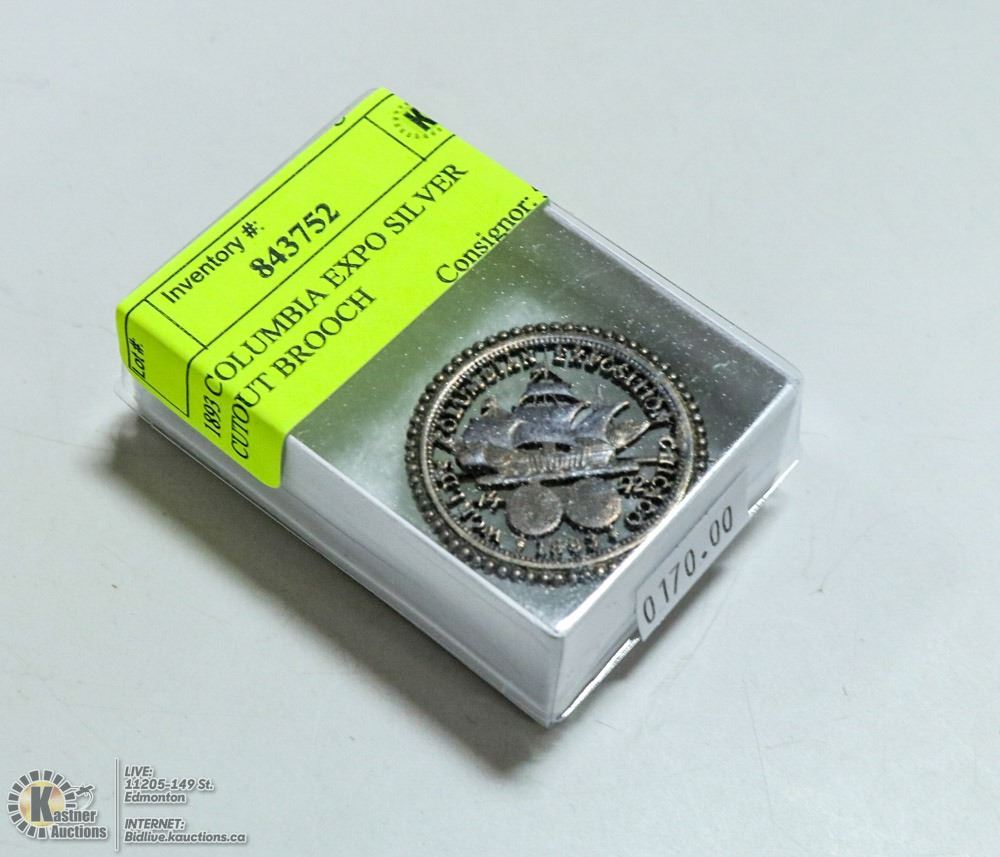 K
Inventory #:
843752
Lot #:
1893 COLUMBIA EXPO SILVER
CUTOUT BROOCH
Consignor:
WORLD'S COLUMBIAN EXPOSITION CHICAGO
0170.00
K
Kastner
Auctions
LIVE:
11205-149 St.
Edmonton
INTERNET:
Bidlive.kauctions.ca